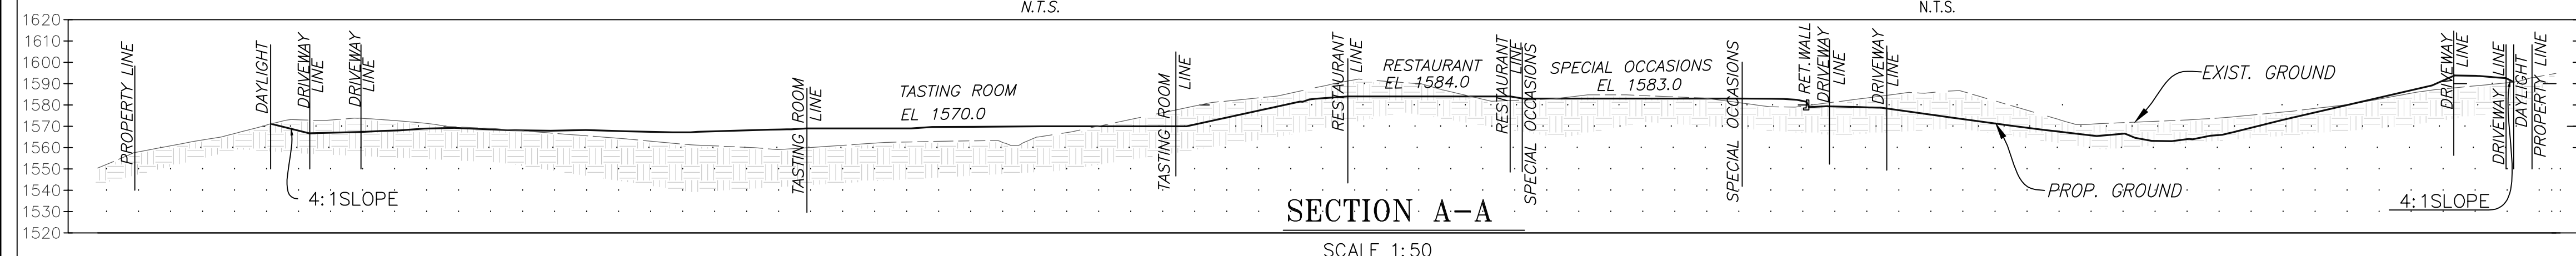 N.T.S.
N.T.S.
1620
1610
1600
1590
1580
1570
1560
1550
1540
1530
1520
PROPERTY LINE
DAYLIGHT
DRIVEWAY
LINE
DRIVEWAY
LINE
4:1SLOPE
TASTING ROOM
LINE
TASTING ROOM
EL 1570.0
TASTING ROOM
LINE
RESTAURANT
LINE
RESTAURANT
EL 1584.0
RESTAURANT
LINE
SPECIAL OCCASIONS
SPECIAL OCCASIONS
EL 1583.0
SPECIAL OCCASIONS
RET.WALL
DRIVEWAY
LINE
DRIVEWAY
LINE
EXIST. GROUND
PROP. GROUND
DRIVEWAY
LINE
DRIVEWAY LINE
DAYLIGHT
PROPERTY LINE
4:1SLOPE
SECTION A-A
SCALE 1:50